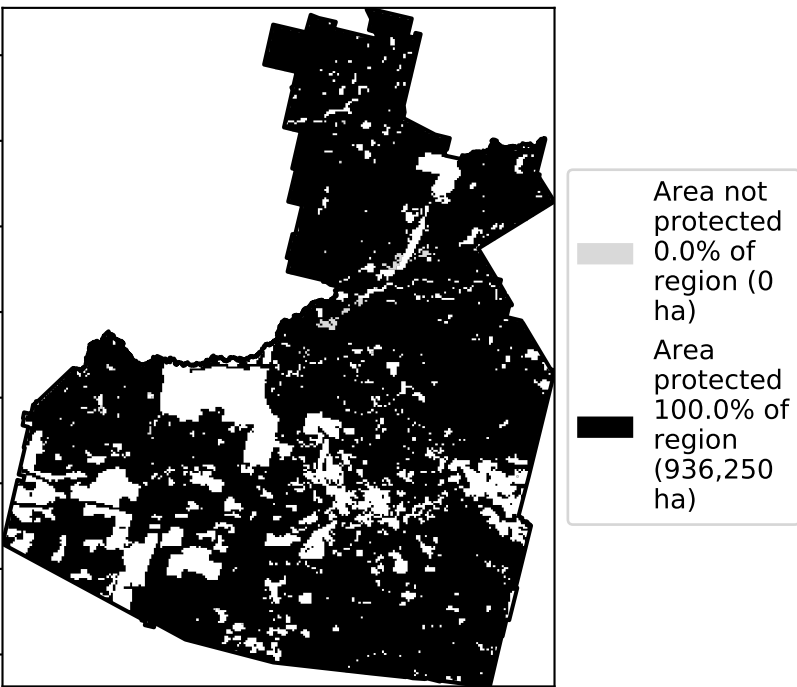 Area not
protected
0.0% of
region (0
ha)
Area
protected
100.0% of
region
(936,250
ha)